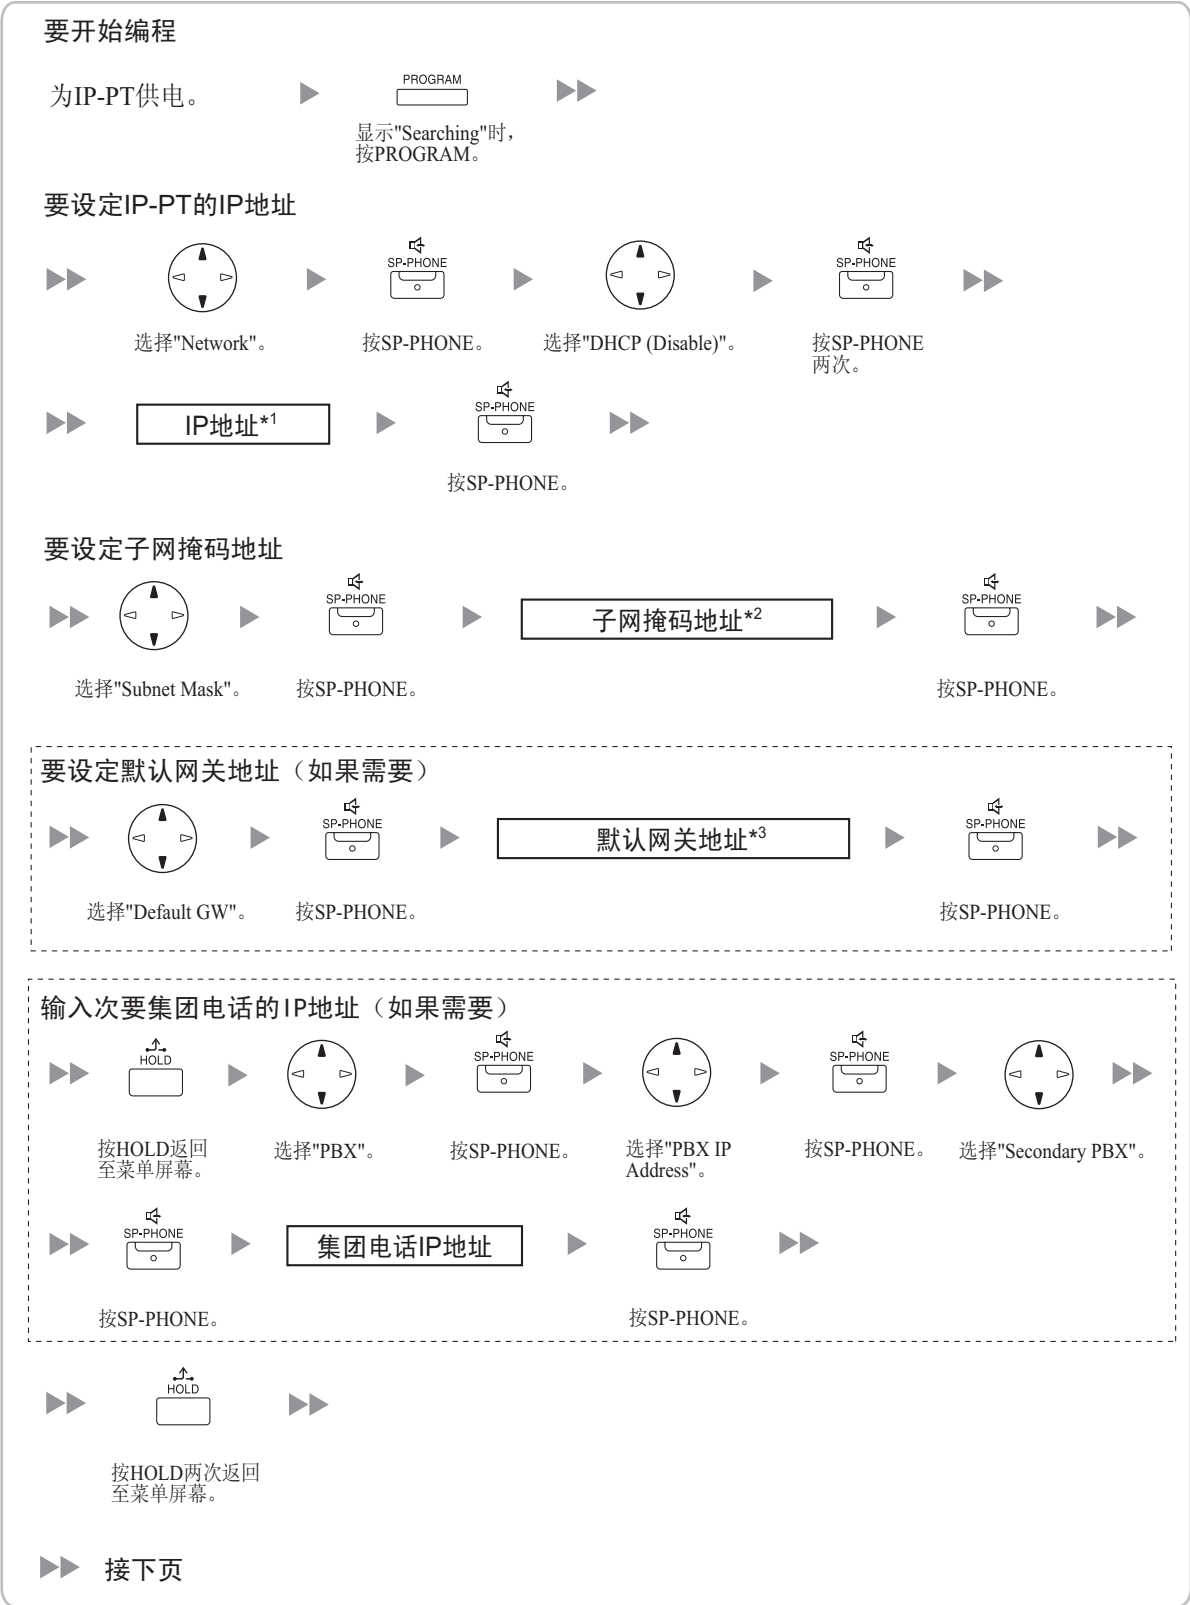 要开始编程
为IP-PT供电。
PROGRAM
显示"Searching"时，
按PROGRAM。
要设定IP-PT的IP地址
SP-PHONE
SP-PHONE
选择"Network"。
按SP-PHONE。
选择"DHCP (Disable)"。
按SP-PHONE
两次。
IP地址*1
SP-PHONE
按SP-PHONE。
要设定子网掩码地址
SP-PHONE
子网掩码地址*2
SP-PHONE
选择"Subnet Mask"。
按SP-PHONE。
按SP-PHONE。
要设定默认网关地址（如果需要）
SP-PHONE
默认网关地址*3
SP-PHONE
选择"Default GW"。
按SP-PHONE。
按SP-PHONE。
输入次要集团电话的IP地址（如果需要）
HOLD
SP-PHONE
SP-PHONE
按HOLD返回
至菜单屏幕。
选择"PBX"。
按SP-PHONE。
选择"PBX IP
Address"。
按SP-PHONE。
选择"Secondary PBX"。
SP-PHONE
集团电话IP地址
SP-PHONE
按SP-PHONE。
按SP-PHONE。
HOLD
按HOLD两次返回
至菜单屏幕。
接下页